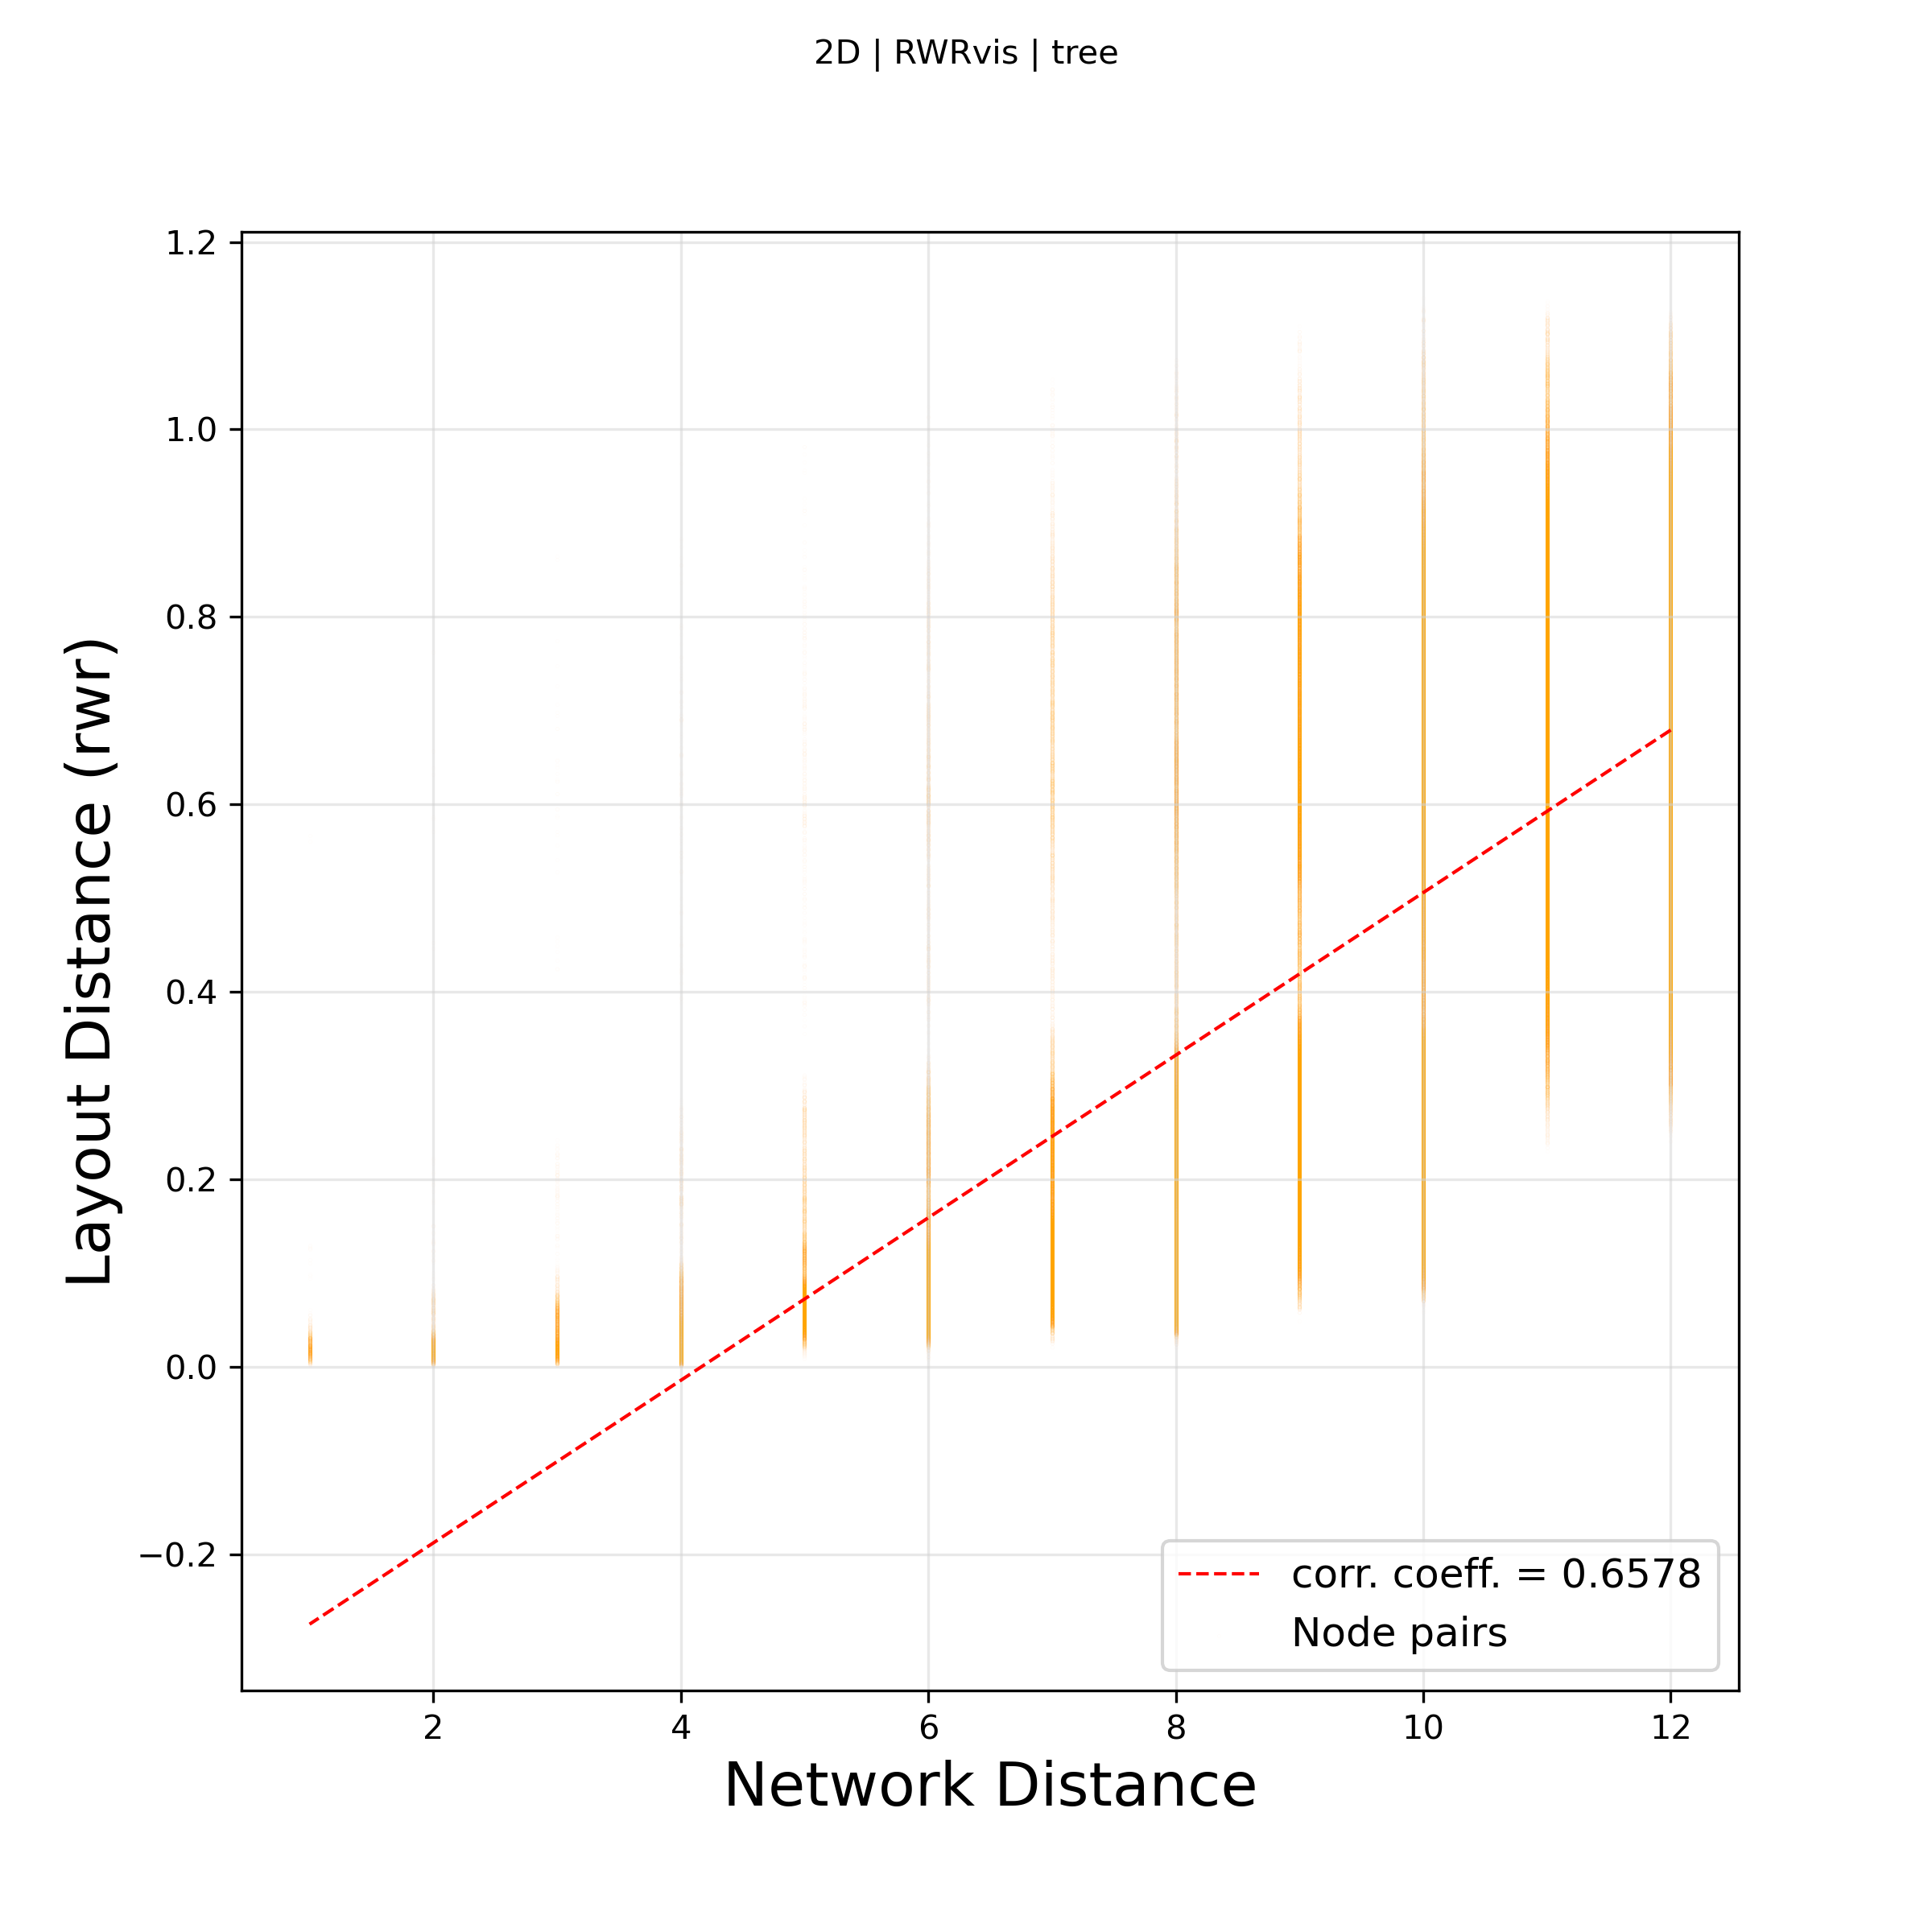 2D | RWRvis | tree
1.2
1.0
0.8
0.6
0.4
0.2
0.0
−0.2
Layout Distance (rwr)
corr. coeff. = 0.6578
Node pairs
2 4 6 8 10 12
Network Distance